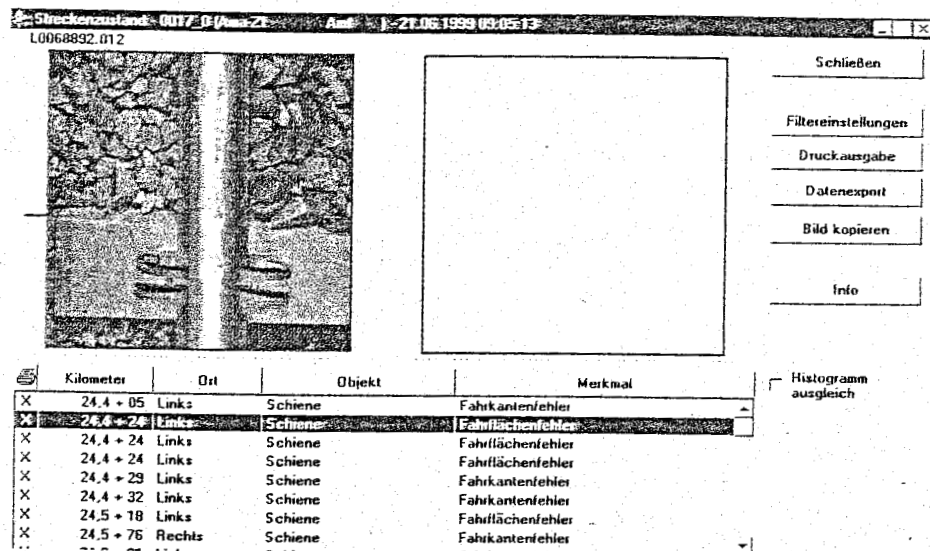 Streckenzustand: 0017_0 21.06.1999 09:05:13
L0068892.012
Schließen
Filtereinstellungen
Druckausgabe
Datenexport
Bild kopieren
Info
Kilometer Ort Objekt Merkmal
Histogramm
ausgleich
X 24,4 + 05 Links Schiene Fahrkantenfehler
X 24,4 + 24 Links Schiene Fahrflächenfehler
X 24,4 + 24 Links Schiene Fahrflächenfehler
X 24,4 + 24 Links Schiene Fahrflächenfehler
X 24,4 + 29 Links Schiene Fahrkantenfehler
X 24,4 + 32 Links Schiene Fahrkantenfehler
X 24,5 + 18 Links Schiene Fahrflächenfehler
X 24,5 + 76 Rechts Schiene Fahrkantenfehler